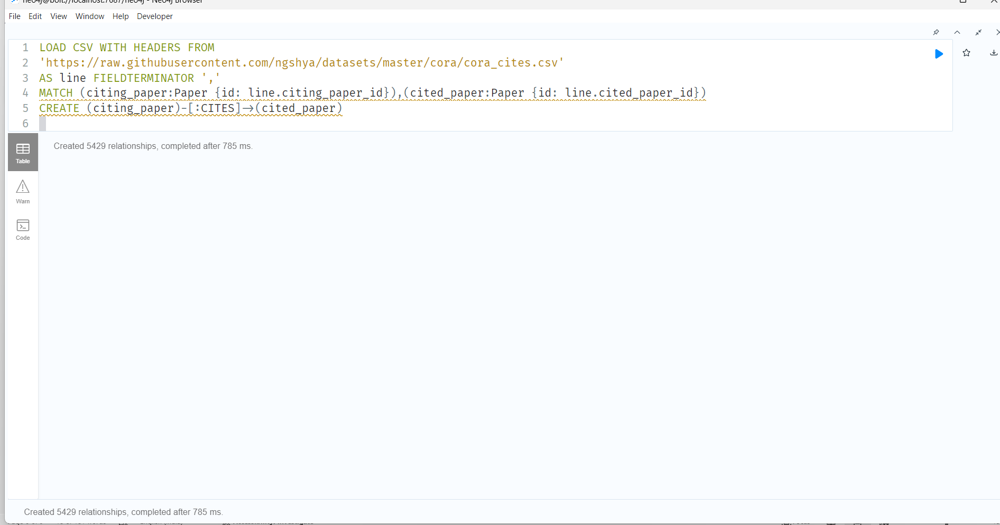 neo4j@bolt://localhost:7687/neo4j - Neo4j Browser
File Edit View Window Help Developer
1 LOAD CSV WITH HEADERS FROM
2 'https://raw.githubusercontent.com/ngshya/datasets/master/cora/cora_cites.csv'
3 AS line FIELDTERMINATOR ','
4 MATCH (citing_paper:Paper {id: line.citing_paper_id}),(cited_paper:Paper {id: line.cited_paper_id})
5 CREATE (citing_paper)-[:CITES]→(cited_paper)
6
Table
Created 5429 relationships, completed after 785 ms.
Warn
Code
Created 5429 relationships, completed after 785 ms.